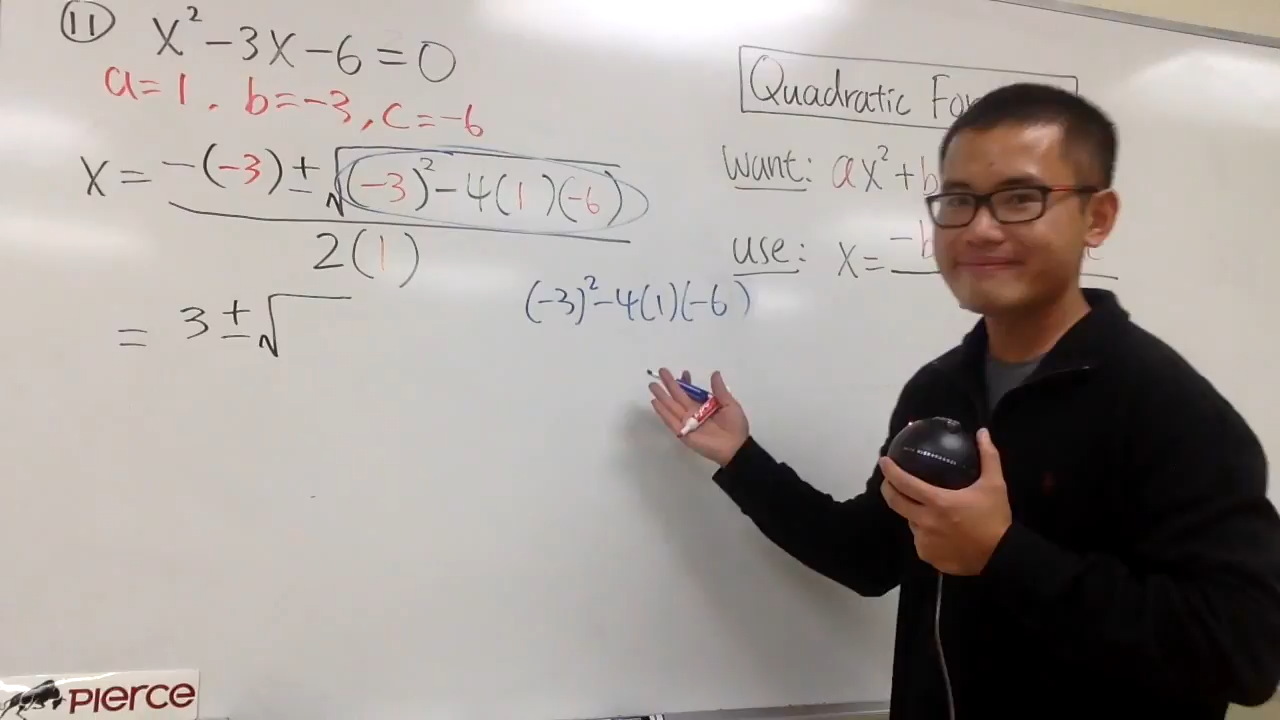 ⑪ x² - 3x - 6 = 0
a = 1 . b = -3 , c = -6
x = -(-3) ± √(-3)² - 4(1)(-6)
2(1)
= 3 ± √
(-3)² - 4(1)(-6)
Quadratic
want: ax² + b
use: x = -b
PIERCE